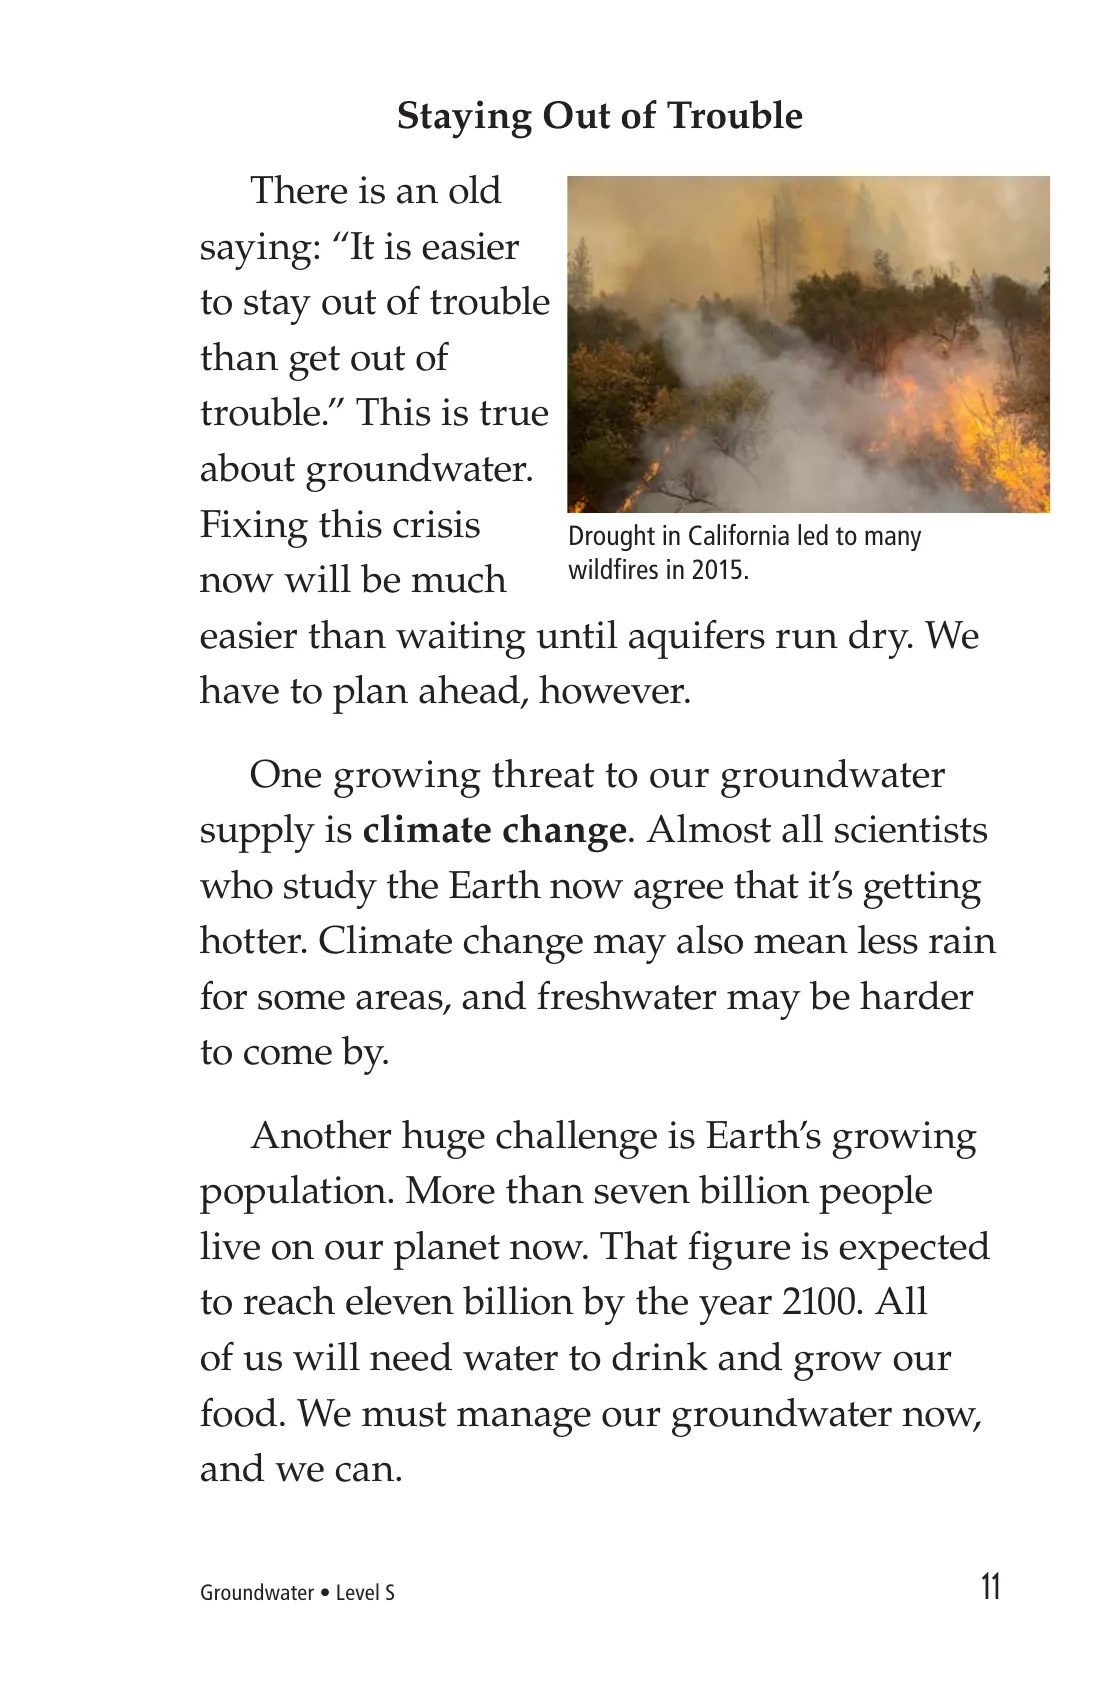 Staying Out of Trouble
There is an old
saying: “It is easier
to stay out of trouble
than get out of
trouble.” This is true
about groundwater.
Fixing this crisis
now will be much
easier than waiting until aquifers run dry. We
have to plan ahead, however.
Drought in California led to many
wildfires in 2015.
One growing threat to our groundwater
supply is climate change. Almost all scientists
who study the Earth now agree that it’s getting
hotter. Climate change may also mean less rain
for some areas, and freshwater may be harder
to come by.
Another huge challenge is Earth’s growing
population. More than seven billion people
live on our planet now. That figure is expected
to reach eleven billion by the year 2100. All
of us will need water to drink and grow our
food. We must manage our groundwater now,
and we can.
Groundwater • Level S
11